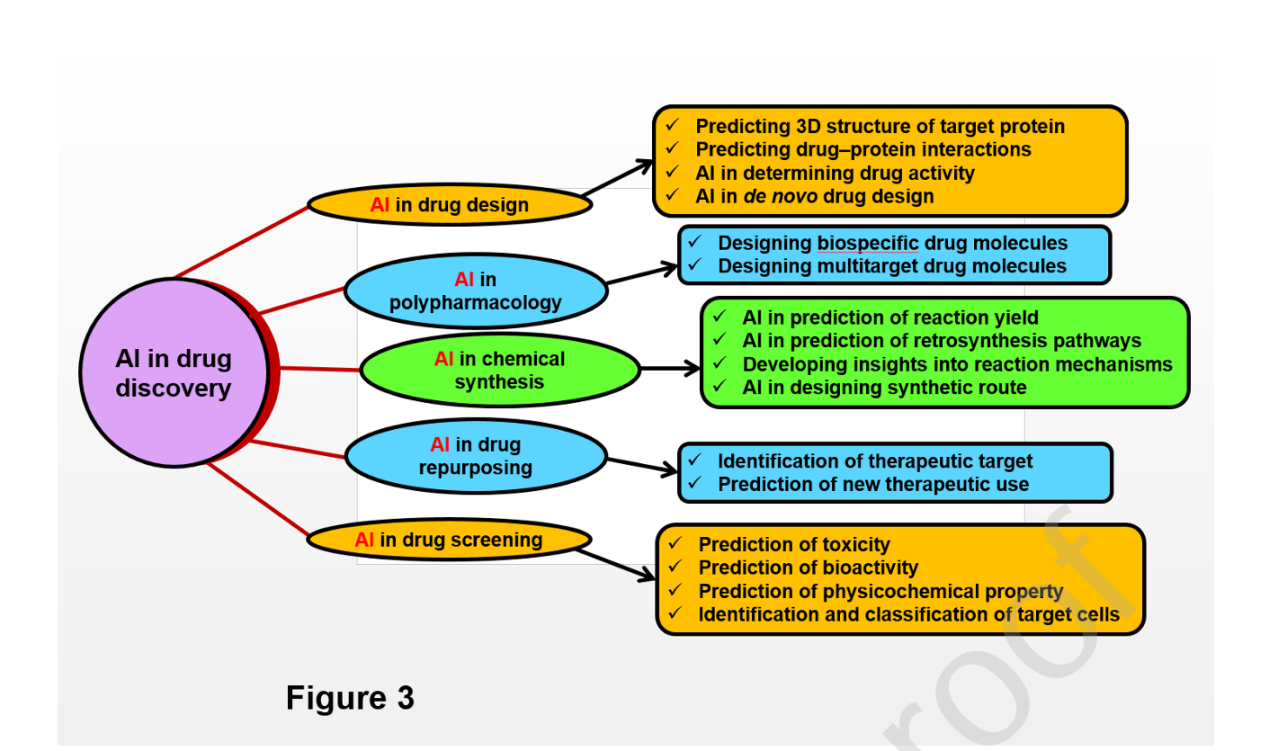 AI in drug
discovery
AI in drug design
✓ Predicting 3D structure of target protein
✓ Predicting drug–protein interactions
✓ AI in determining drug activity
✓ AI in de novo drug design
AI in
polypharmacology
✓ Designing biospecific drug molecules
✓ Designing multitarget drug molecules
AI in chemical
synthesis
✓ AI in prediction of reaction yield
✓ AI in prediction of retrosynthesis pathways
✓ Developing insights into reaction mechanisms
✓ AI in designing synthetic route
AI in drug
repurposing
✓ Identification of therapeutic target
✓ Prediction of new therapeutic use
AI in drug screening
✓ Prediction of toxicity
✓ Prediction of bioactivity
✓ Prediction of physicochemical property
✓ Identification and classification of target cells
Figure 3
roof